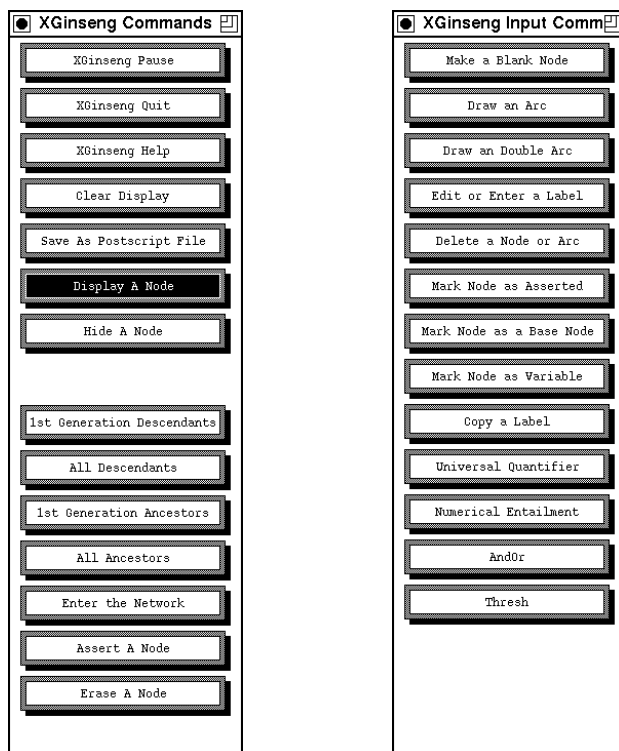 XGinseng Commands
XGinseng Pause
XGinseng Quit
XGinseng Help
Clear Display
Save As Postscript File
Display A Node
Hide A Node
1st Generation Descendants
All Descendants
1st Generation Ancestors
All Ancestors
Enter the Network
Assert A Node
Erase A Node
XGinseng Input Comm
Make a Blank Node
Draw an Arc
Draw an Double Arc
Edit or Enter a Label
Delete a Node or Arc
Mark Node as Asserted
Mark Node as a Base Node
Mark Node as Variable
Copy a Label
Universal Quantifier
Numerical Entailment
AndOr
Thresh